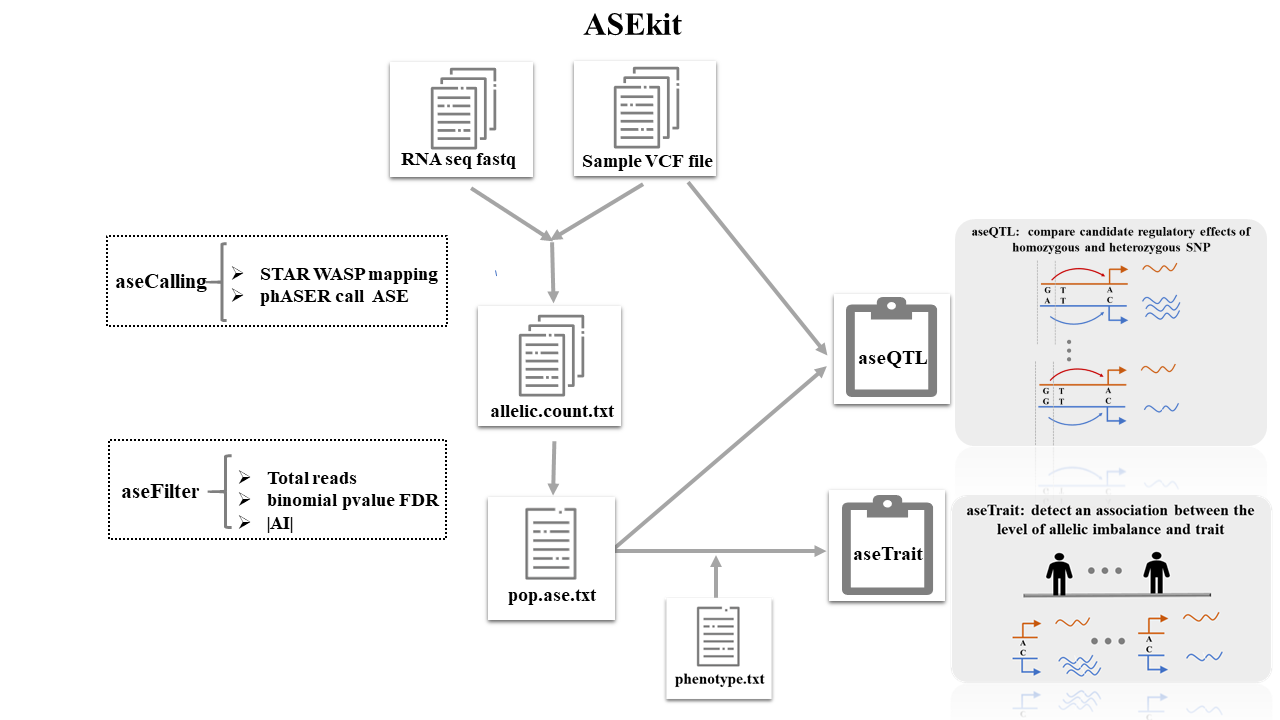 ASEkit
RNA seq fastq
Sample VCF file
aseCalling
STAR WASP mapping
phASER call ASE
allelic.count.txt
aseFilter
Total reads
binomial pvalue FDR
|AI|
pop.ase.txt
phenotype.txt
aseQTL
aseTrait
aseQTL: compare candidate regulatory effects of
homozygous and heterozygous SNP
G T A
A T C
G T A
G T C
aseTrait: detect an association between the
level of allelic imbalance and trait
A A
C C